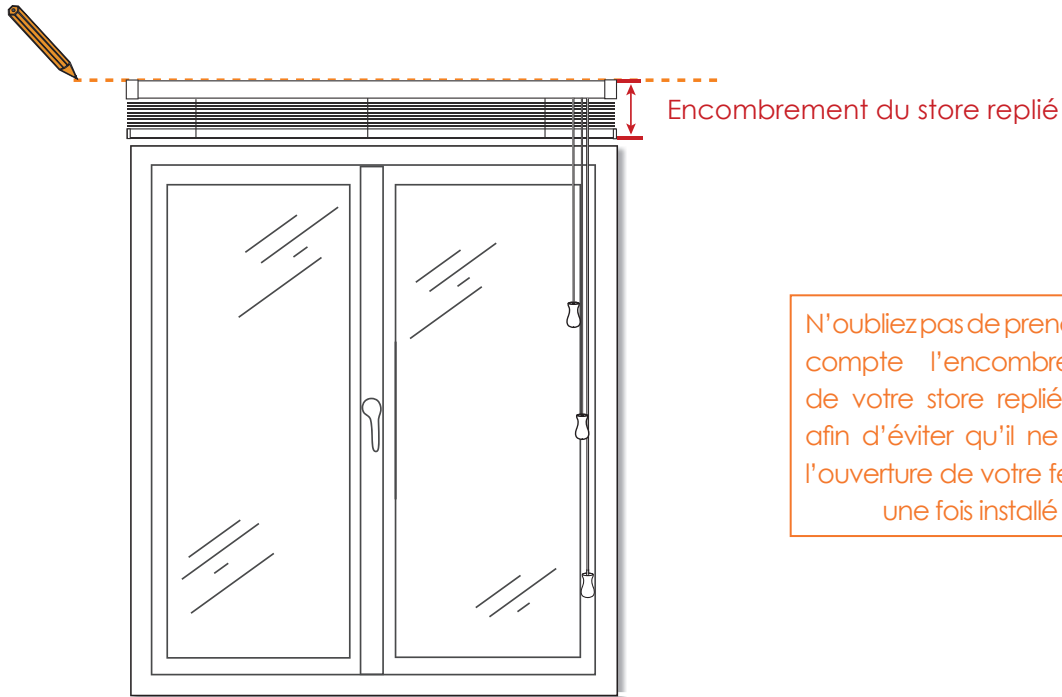 Encombrement du store replié
N'oubliez pas de
compte l'encombre
de votre store replié
afin d'éviter qu'il ne
l'ouverture de votre
une fois installé